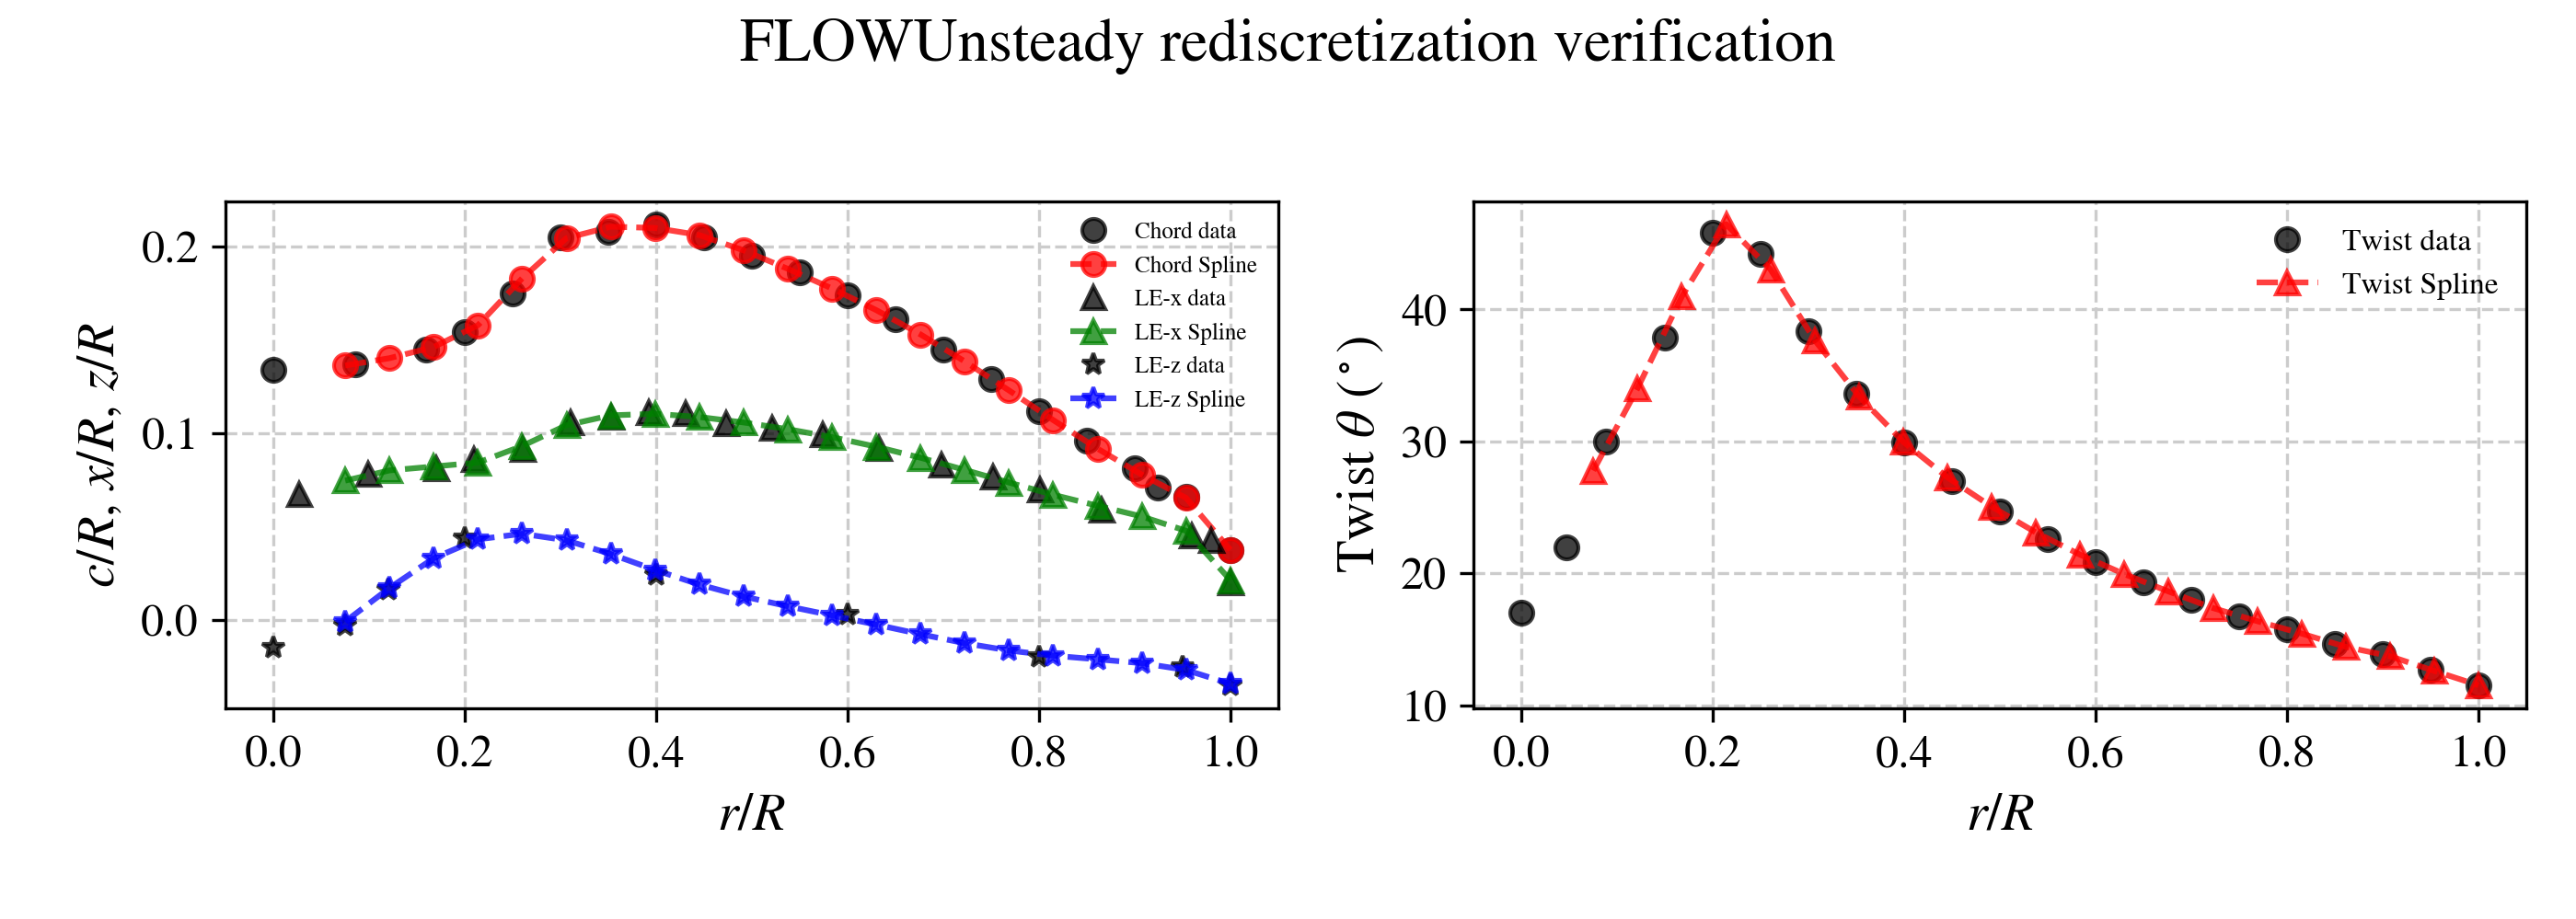 FLOWUnsteady rediscretization verification
c/R, x/R, z/R
0.2
0.1
0.0
Chord data
Chord Spline
LE-x data
LE-x Spline
LE-z data
LE-z Spline
0.0 0.2 0.4 0.6 0.8 1.0
r/R
Twist θ (°)
40
30
20
10
Twist data
Twist Spline
0.0 0.2 0.4 0.6 0.8 1.0
r/R